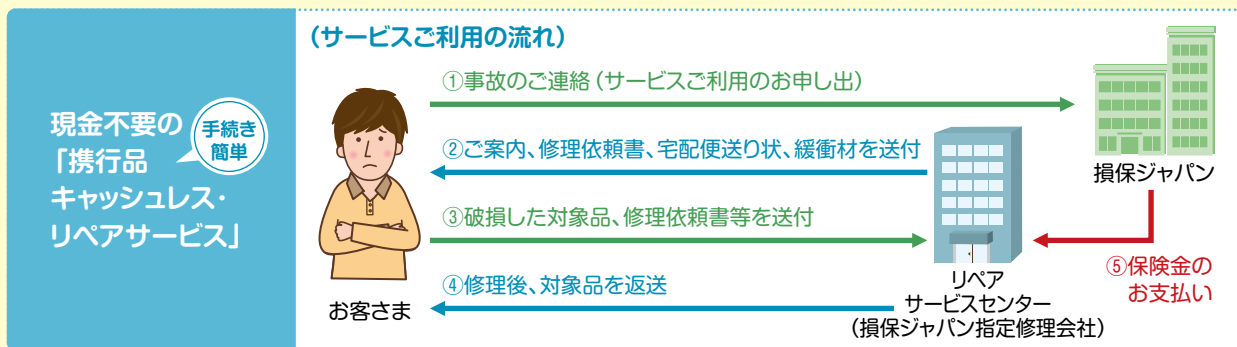 現金不要の
「携行品
キャッシュレス・
リペアサービス」
手続き
簡単
（サービスご利用の流れ）
①事故のご連絡（サービスご利用のお申し出）
②ご案内、修理依頼書、宅配便送り状、緩衝材を送付
③破損した対象品、修理依頼書等を送付
④修理後、対象品を返送
お客さま
損保ジャパン
リペア
サービスセンター
（損保ジャパン指定修理会社）
⑤保険金の
お支払い